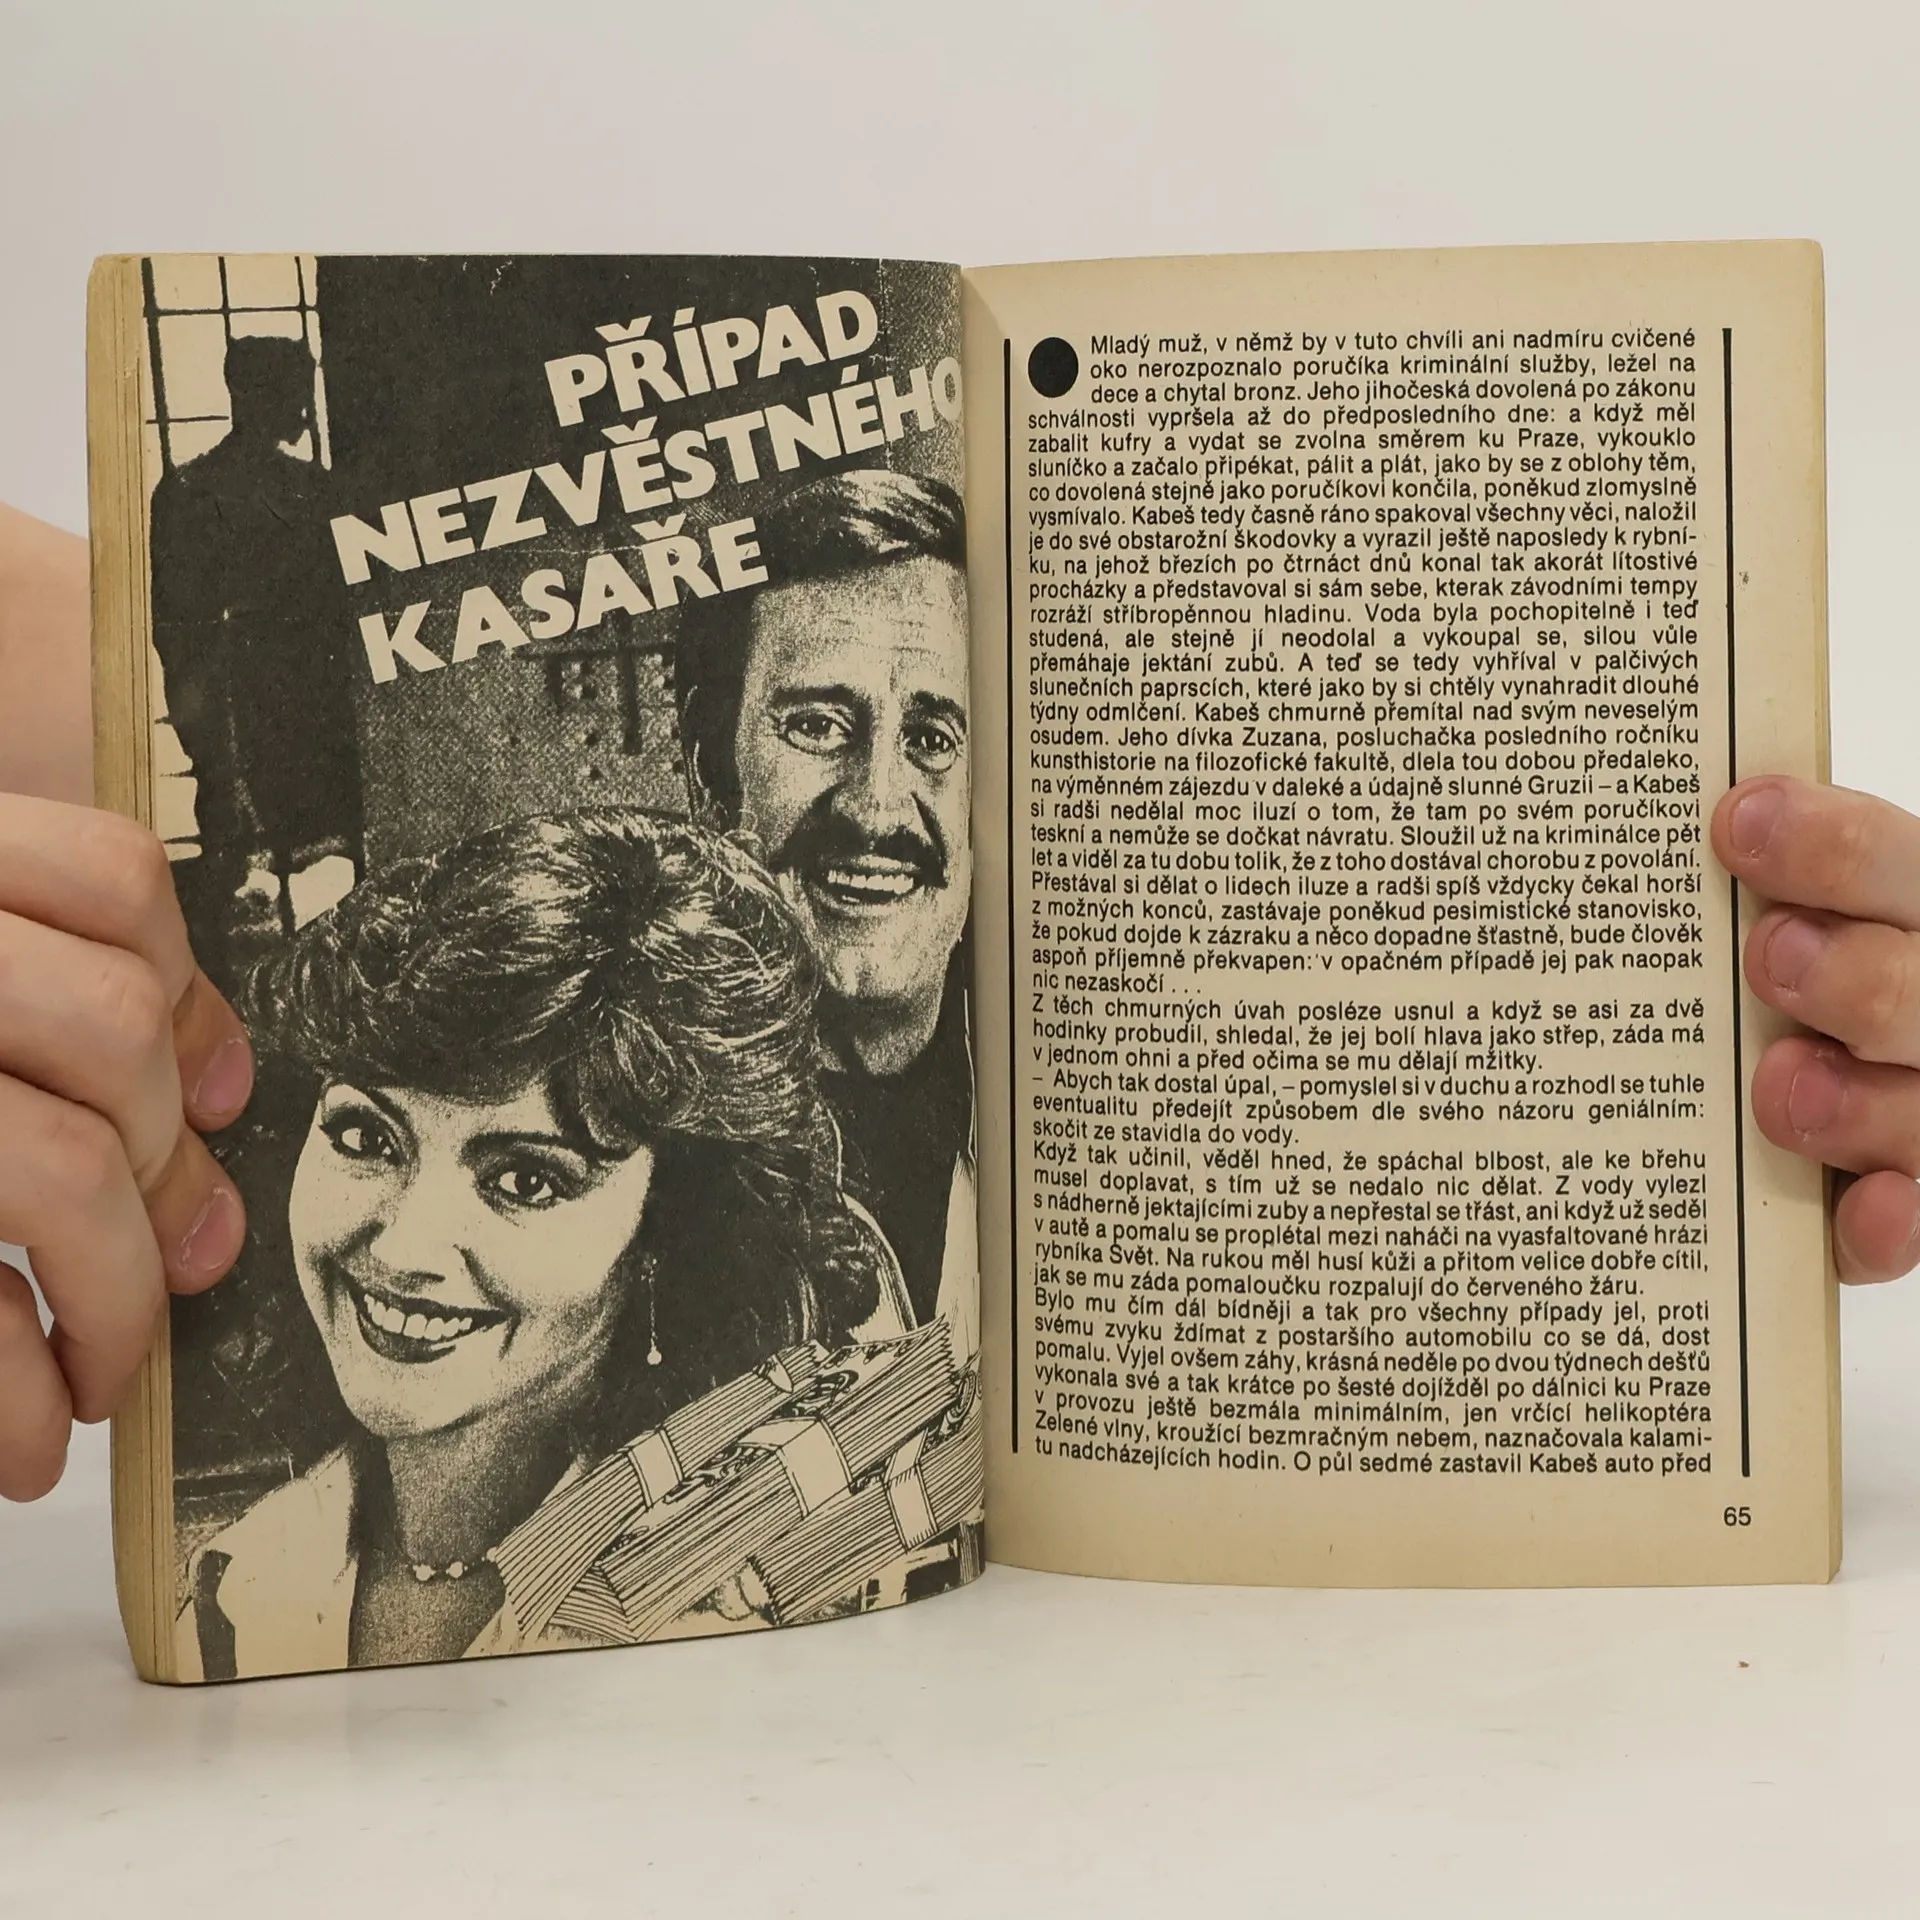 PŘÍPAD
NEZVĚSTNÉHO
KASAŘE
Mladý muž, v němž by v tuto chvíli ani nadmíru cvičené
oko nerozpoznalo poručíka kriminální služby, ležel na
dece a chytal bronz. Jeho jihočeská dovolená po zákonu
schválnosti vypršela až do předposledního dne: a když měl
zabalit kufry a vydat se zvolna směrem ku Praze, vykouklo
sluníčko a začalo připékat, pálit a plát, jako by se z oblohy těm,
co dovolená stejně jako poručíkovi končila, poněkud zlomyslně
vysmívalo. Kabeš tedy časně ráno spakoval všechny věci, naložil
je do své obstarožní škodovky a vyrazil ještě naposledy k rybní-
ku, na jehož březích po čtrnáct dnů konal tak akorát lítostivé
procházky a představoval si sám sebe, kterak závodními tempy
rozráží stříbropěnnou hladinu. Voda byla pochopitelně i teď
studená, ale stejně jí neodolal a vykoupal se, silou vůle
přemáhaje jektání zubů. A teď se tedy vyhříval v palčivých
slunečních paprscích, které jako by si chtěly vynahradit dlouhé
týdny odmlčení. Kabeš chmurně přemítal nad svým neveselým
osudem. Jeho dívka Zuzana, posluchačka posledního ročníku
kunsthistorie na filozofické fakultě, dlela tou dobou předaleko,
na výměnném zájezdu v daleké a údajně slunné Gruzii – a Kabeš
si radši nedělal moc iluzí o tom, že tam po svém poručíkovi
teskní a nemůže se dočkat návratu. Sloužil už na kriminálce pět
let a viděl za tu dobu tolik, že z toho dostával chorobu z povolání.
Přestával si dělat o lidech iluze a radši spíš vždycky čekal horší
z možných konců, zastávaje poněkud pesimistické stanovisko,
že pokud dojde k zázraku a něco dopadne šťastně, bude člověk
aspoň příjemně překvapen: v opačném případě jej pak naopak
nic nezaskočí . . .
Z těch chmurných úvah posléze usnul a když se asi za dvě
hodinky probudil, shledal, že jej bolí hlava jako střep, záda má
v jednom ohni a před očima se mu dělají mžitky.
– Abych tak dostal úpal, – pomyslel si v duchu a rozhodl se tuhle
eventualitu předejít způsobem dle svého názoru geniálním:
skočit ze stavidla do vody.
Když tak učinil, věděl hned, že spáchal blbost, ale ke břehu
musel doplavat, s tím už se nedalo nic dělat. Z vody vylezl
s nádherně jektajícími zuby a nepřestal se třást, ani když už seděl
v autě a pomalu se proplétal mezi naháči na vyasfaltované hrázi
rybníka Svět. Na rukou měl husí kůži a přitom velice dobře cítil,
jak se mu záda pomaloučku rozpalují do červeného žáru.
Bylo mu čím dál bídněji a tak pro všechny případy jel, proti
svému zvyku ždímat z postaršího automobilu co se dá, dost
pomalu. Vyjel ovšem záhy, krásná neděle po dvou týdnech dešťů
vykonala své a tak krátce po šesté dojížděl po dálnici ku Praze
v provozu ještě bezmála minimálním, jen vrčící helikoptéra
Zelené vlny, kroužící bezmračným nebem, naznačovala kalami-
tu nadcházejících hodin. O půl sedmé zastavil Kabeš auto před
65